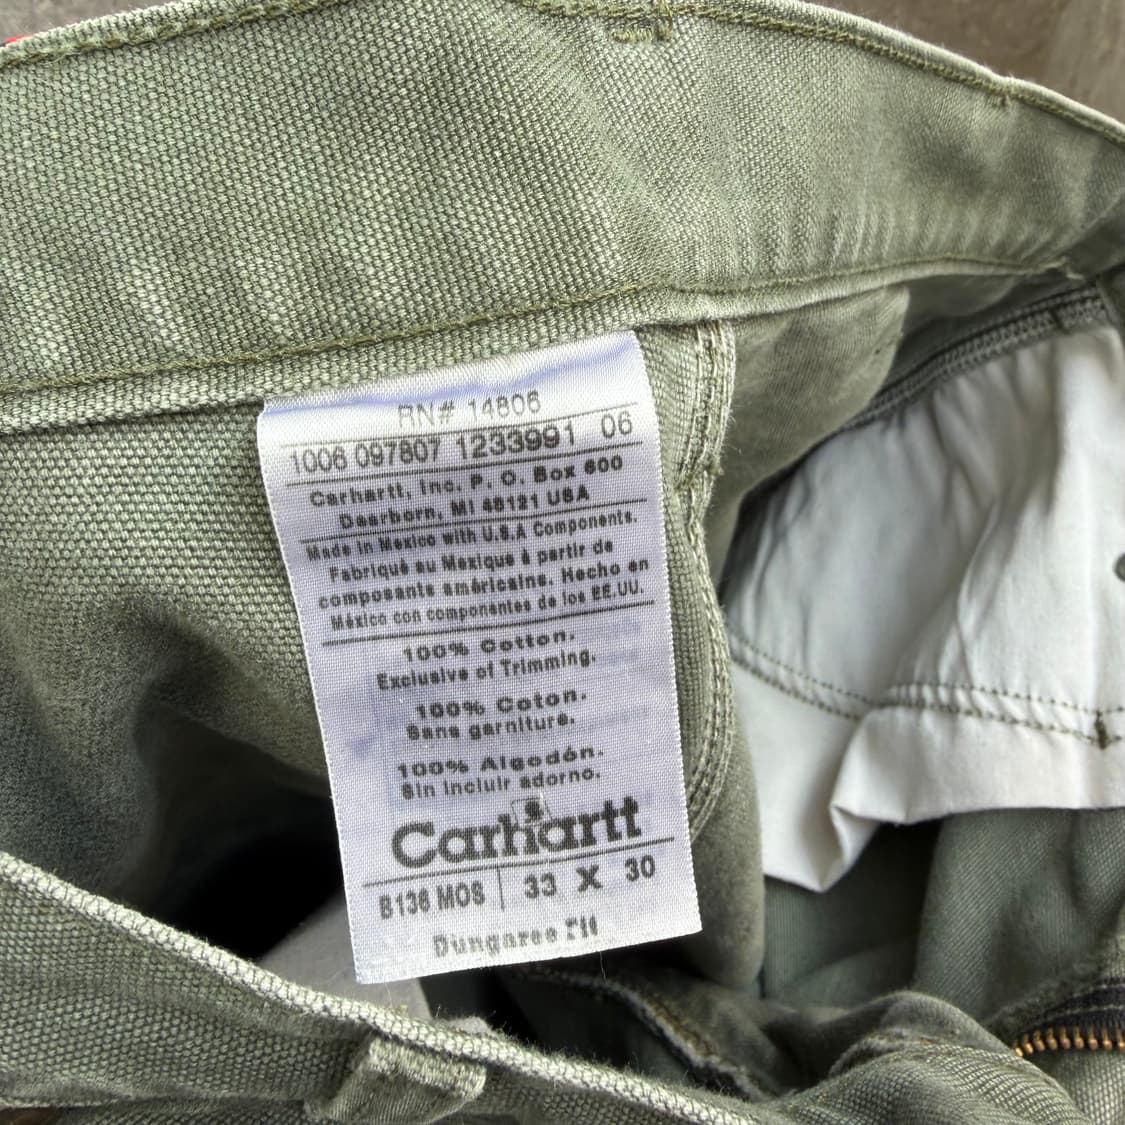 RN# 14806
1006 097807 1233991 06
Carhartt, Inc. P. O. Box 600
Dearborn, MI 48121 USA
Made in Mexico with U.S.A Components.
Fabriqué au Mexique à partir de
composants américains. Hecho en
México con componentes de los EE.UU.
100% Cotton.
Exclusive of Trimming.
100% Coton.
Sans garniture.
100% Algodón.
Sin incluir adorno.
Carhartt
B136 MOS | 33 X 30
Dungaree Fit